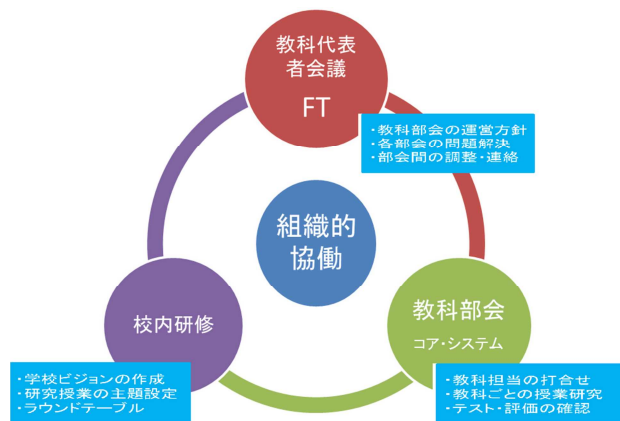 教科代表
者会議
FT
・教科部会の運営方針
・各部会の問題解決
・部会間の調整・連絡
組織的
協働
校内研修
・学校ビジョンの作成
・研究授業の主題設定
・ラウンドテーブル
教科部会
コア・システム
・教科担当の打合せ
・教科ごとの授業研究
・テスト・評価の確認